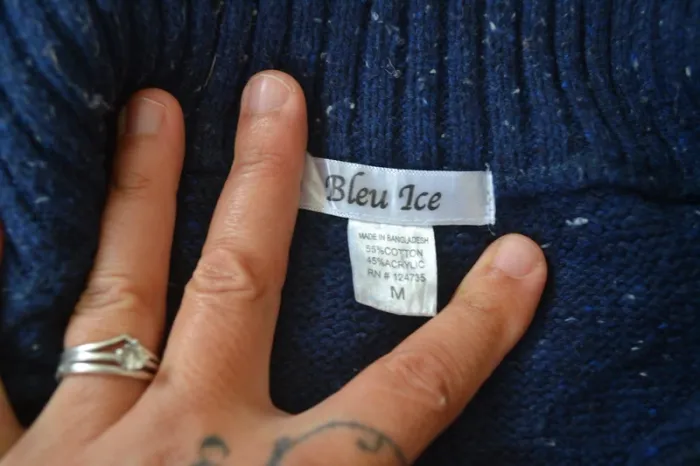 Bleu Ice
MADE IN BANGLADESH
55%COTTON
45%ACRYLIC
RN # 124735
M